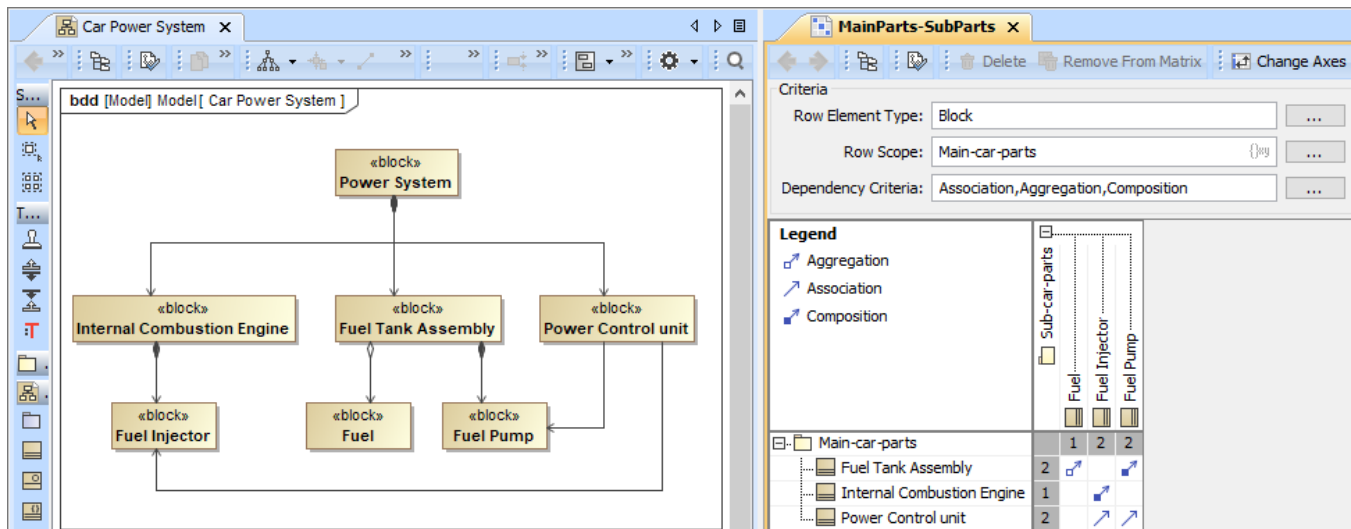 Car Power System
MainParts-SubParts
Delete
Remove From Matrix
Change Axes
S...
T...
:T
bdd [Model] Model[ Car Power System ]
«block»
Power System
«block»
Internal Combustion Engine
«block»
Fuel Tank Assembly
«block»
Power Control unit
«block»
Fuel Injector
«block»
Fuel
«block»
Fuel Pump
Criteria
Row Element Type: Block ...
Row Scope: Main-car-parts ...
Dependency Criteria: Association,Aggregation,Composition ...
Legend
Aggregation
Association
Composition
Sub-car-parts
Fuel
Fuel Injector
Fuel Pump
Main-car-parts 1 2 2
Fuel Tank Assembly 2
Internal Combustion Engine 1
Power Control unit 2